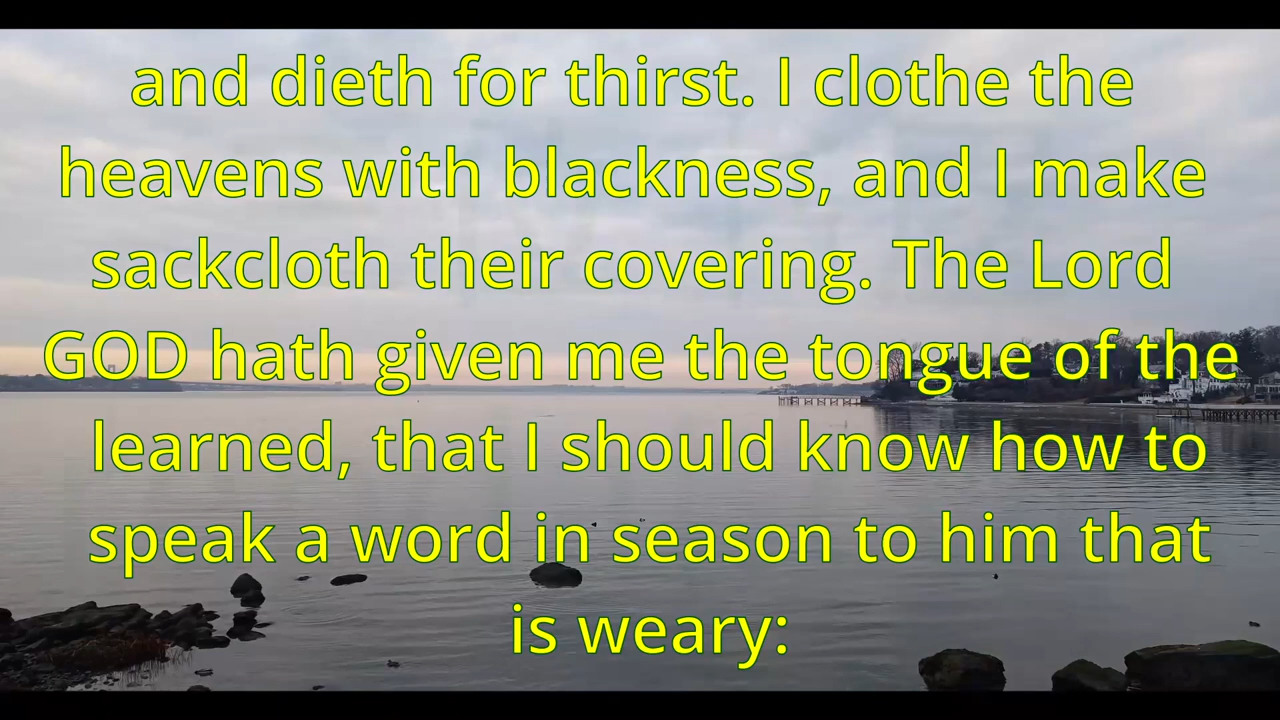 and dieth for thirst. I clothe the
heavens with blackness, and I make
sackcloth their covering. The Lord
GOD hath given me the tongue of the
learned, that I should know how to
speak a word in season to him that
is weary: